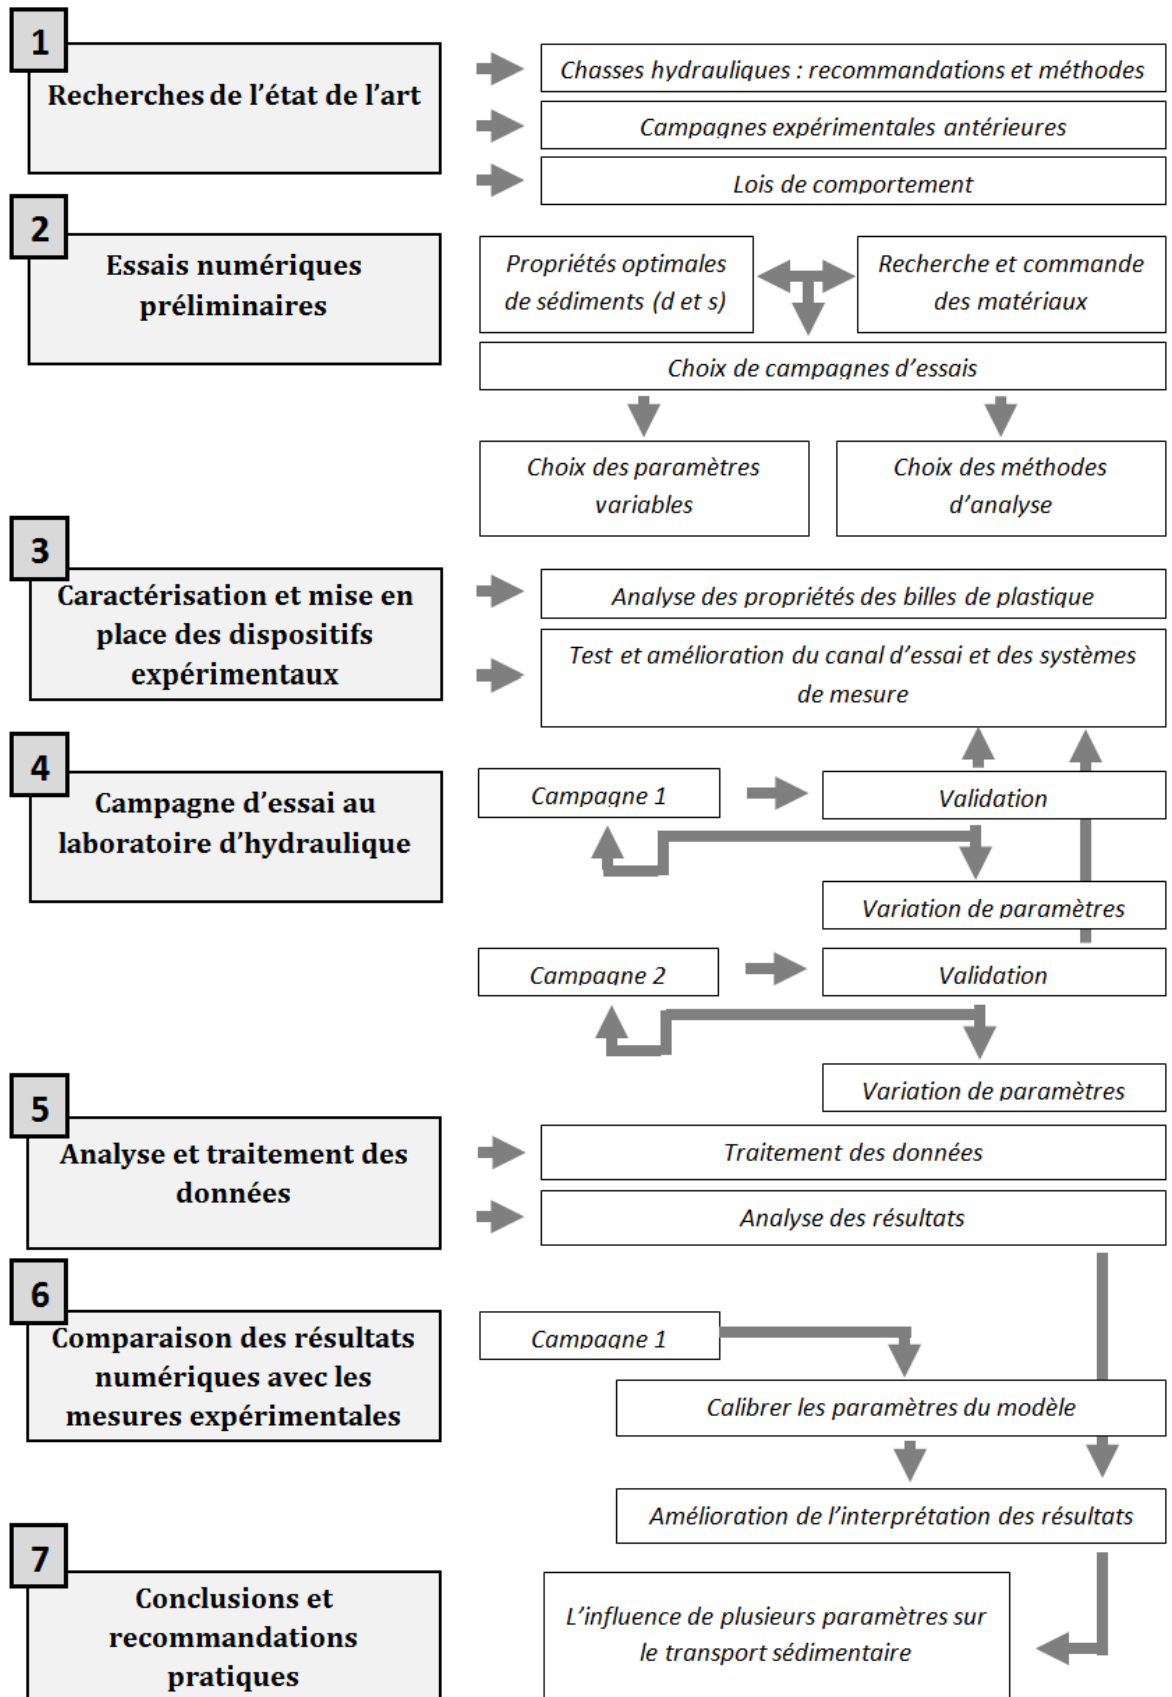 1
Recherches de l'état de l'art
Chasses hydrauliques : recommandations et méthodes
Campagnes expérimentales antérieures
Lois de comportement
2
Essais numériques
préliminaires
Propriétés optimales
de sédiments (d et s)
Recherche et commande
des matériaux
Choix de campagnes d'essais
Choix des paramètres
variables
Choix des méthodes
d'analyse
3
Caractérisation et mise en
place des dispositifs
expérimentaux
Analyse des propriétés des billes de plastique
Test et amélioration du canal d'essai et des systèmes
de mesure
4
Campagne d'essai au
laboratoire d'hydraulique
Campagne 1
Validation
Variation de paramètres
Campagne 2
Validation
Variation de paramètres
5
Analyse et traitement des
données
Traitement des données
Analyse des résultats
6
Comparaison des résultats
numériques avec les
mesures expérimentales
Campagne 1
Calibrer les paramètres du modèle
Amélioration de l'interprétation des résultats
7
Conclusions et
recommandations
pratiques
L'influence de plusieurs paramètres sur
le transport sédimentaire